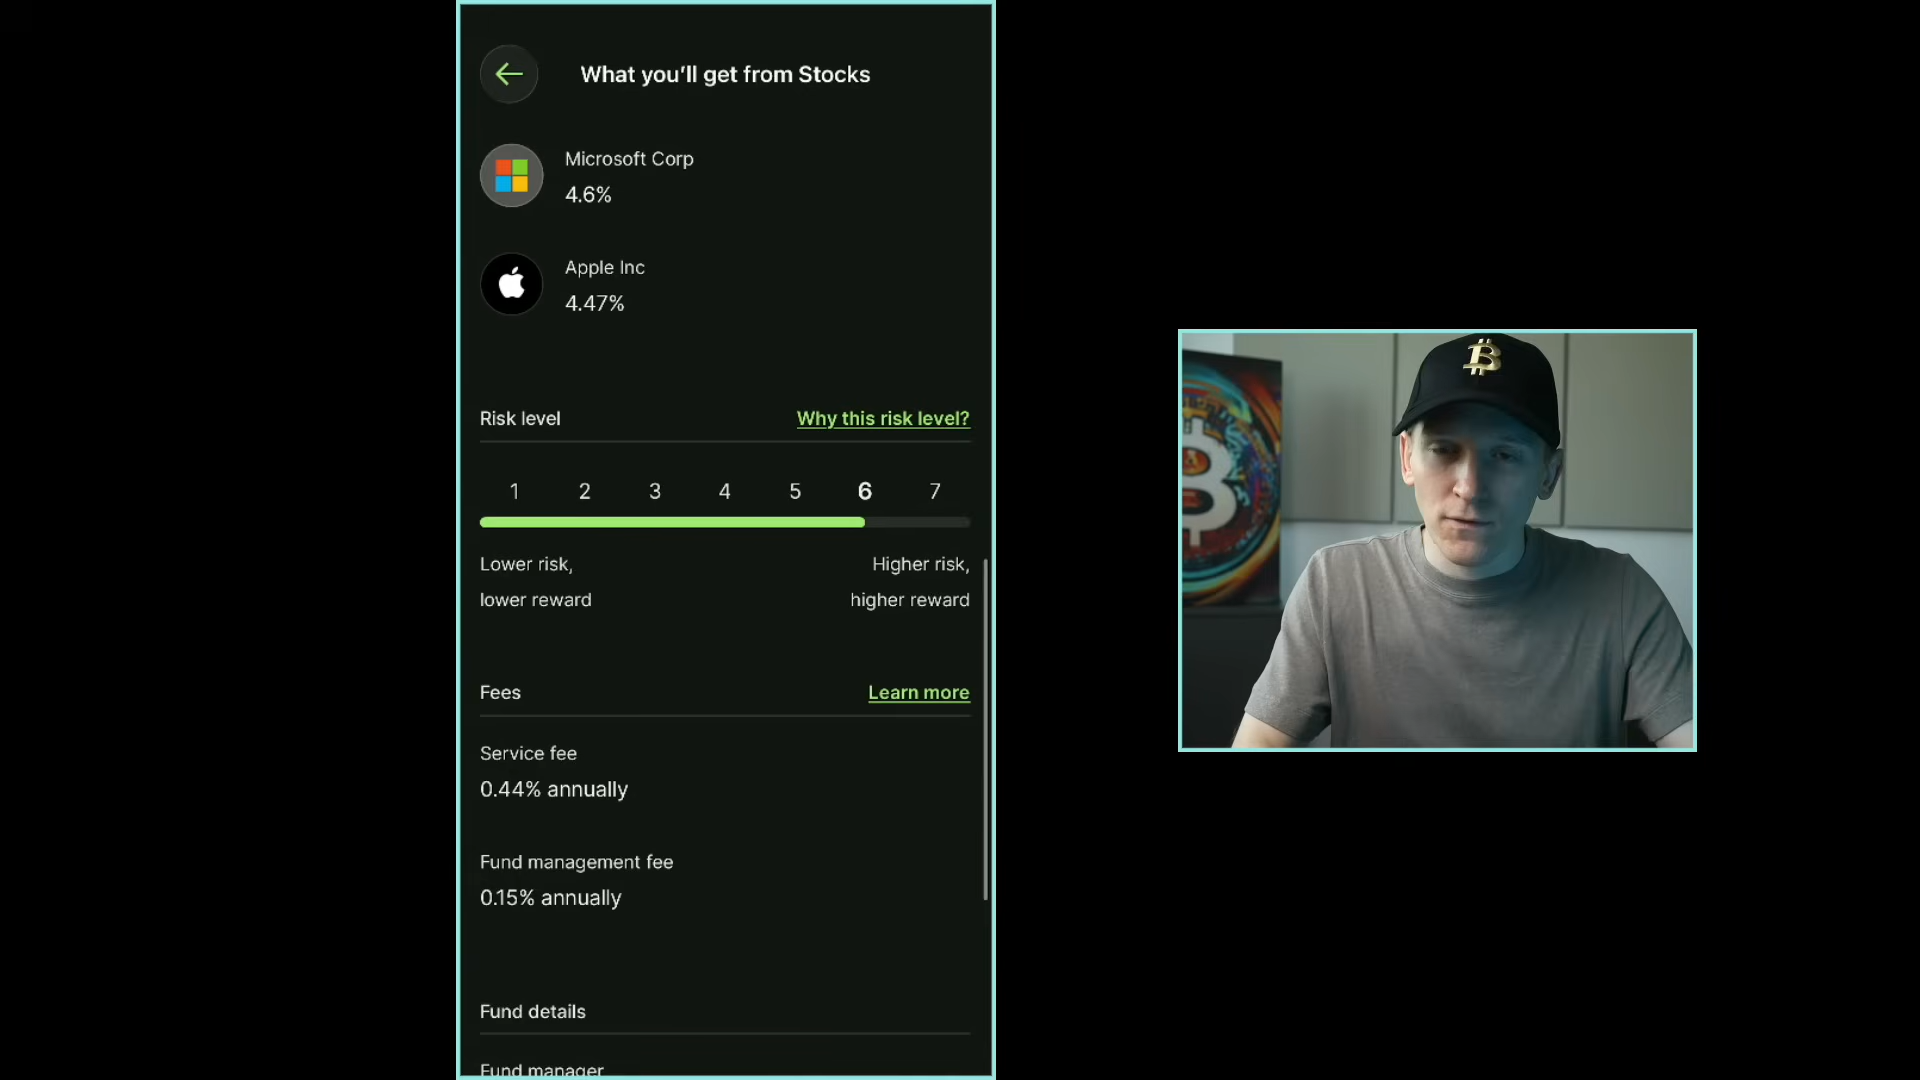 What you'll get from Stocks
Microsoft Corp
4.6%
Apple Inc
4.47%
Risk level
Why this risk level?
1 2 3 4 5 6 7
Lower risk,
lower reward
Higher risk,
higher reward
Fees
Learn more
Service fee
0.44% annually
Fund management fee
0.15% annually
Fund details
Fund manager